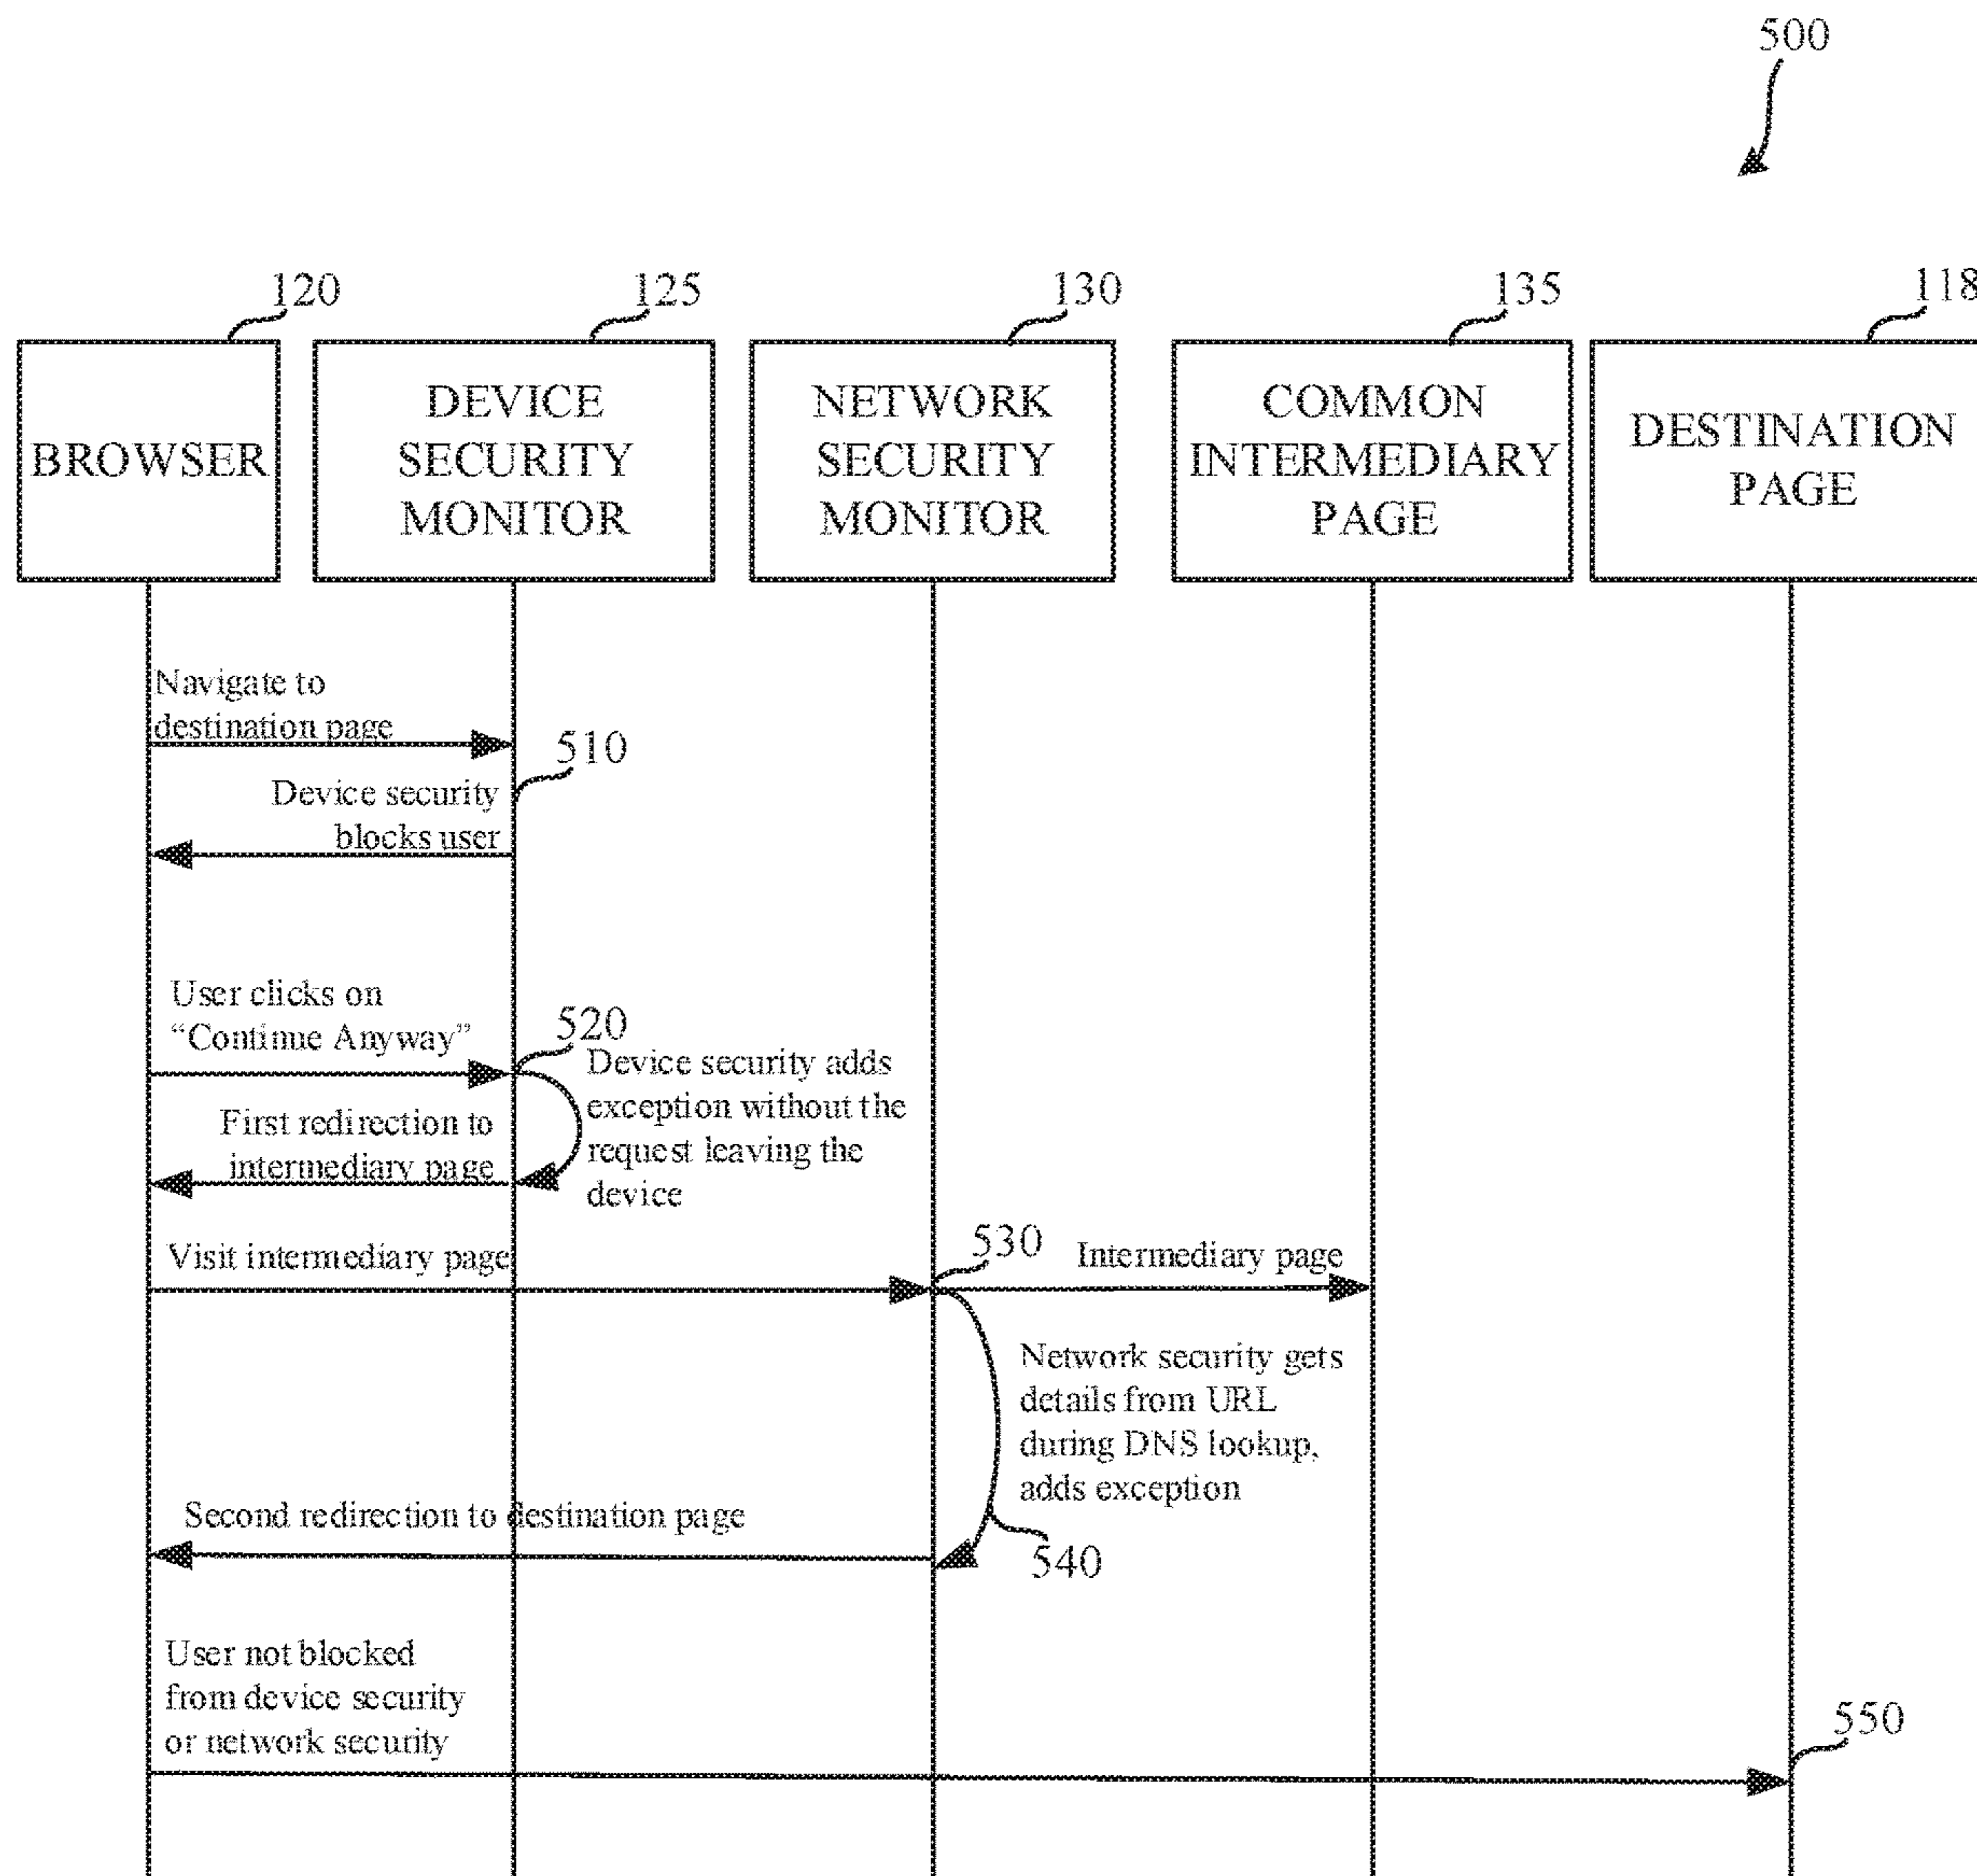 500
120
125
130
135
118
BROWSER
DEVICE
SECURITY
MONITOR
NETWORK
SECURITY
MONITOR
COMMON
INTERMEDIARY
PAGE
DESTINATION
PAGE
Navigate to
destination page
510
Device security
blocks user
User clicks on
“Continue Anyway”
520
Device security adds
exception without the
request leaving the
device
First redirection to
intermediary page
Visit intermediary page
530
Intermediary page
Network security gets
details from URL
during DNS lookup,
adds exception
Second redirection to destination page
540
User not blocked
from device security
or network security
550